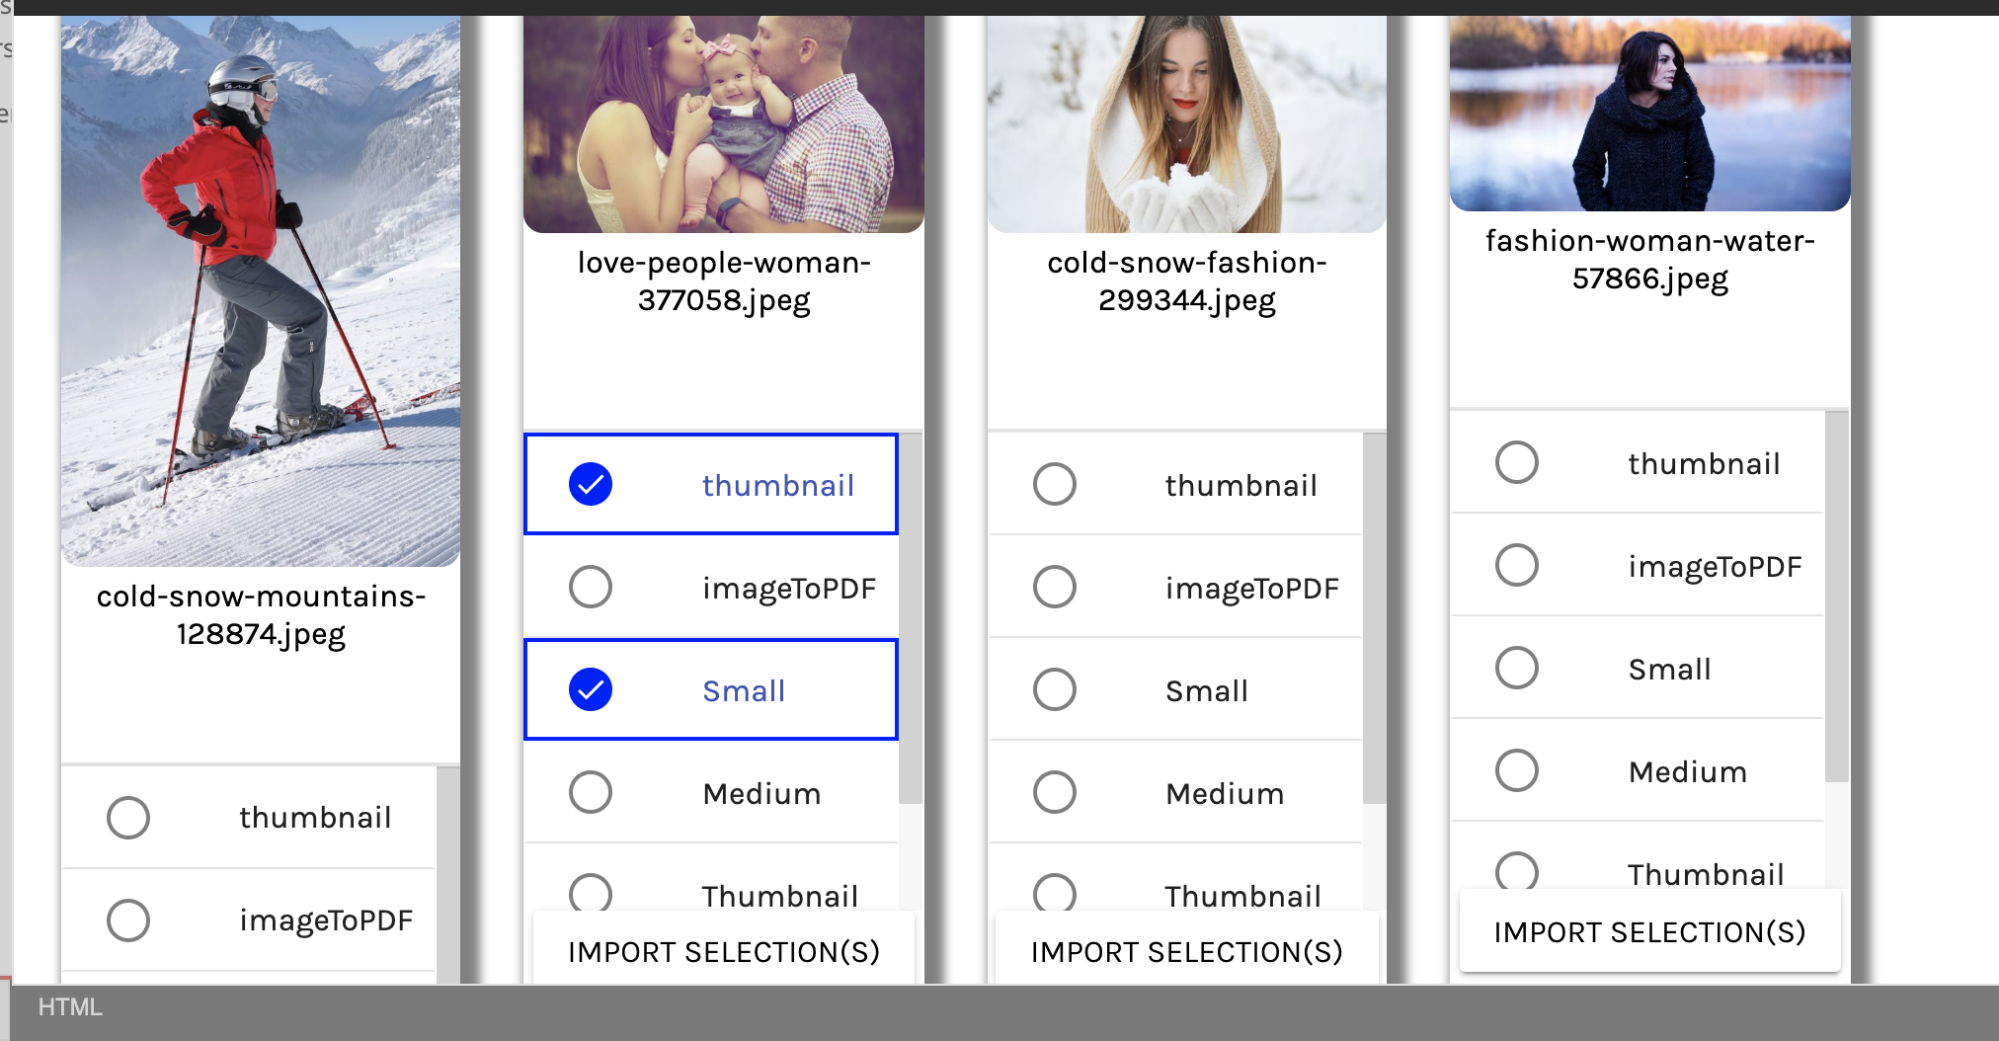 cold-snow-mountains-
128874.jpeg
thumbnail
imageToPDF
love-people-woman-
377058.jpeg
thumbnail
imageToPDF
Small
Medium
Thumbnail
IMPORT SELECTION(S)
cold-snow-fashion-
299344.jpeg
thumbnail
imageToPDF
Small
Medium
Thumbnail
IMPORT SELECTION(S)
fashion-woman-water-
57866.jpeg
thumbnail
imageToPDF
Small
Medium
Thumbnail
IMPORT SELECTION(S)
HTML